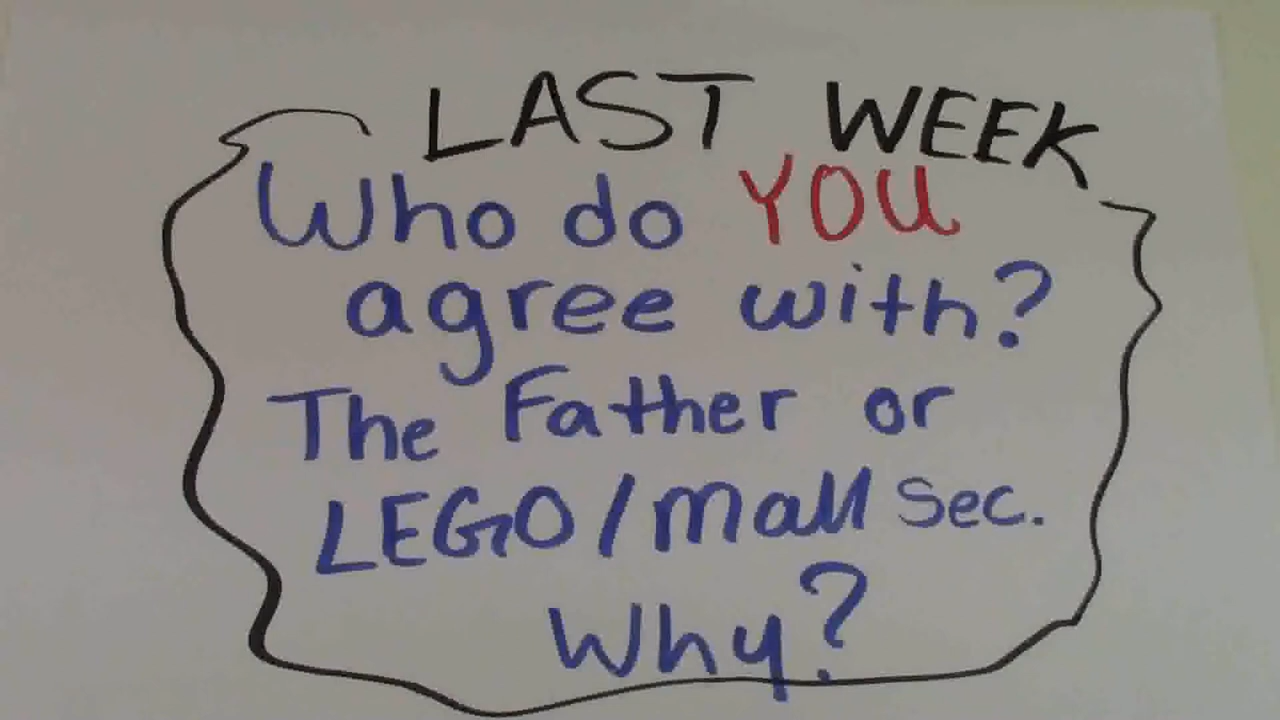 LAST WEEK
Who do YOU
agree with?
The Father or
LEGO/Mall Sec.
Why?